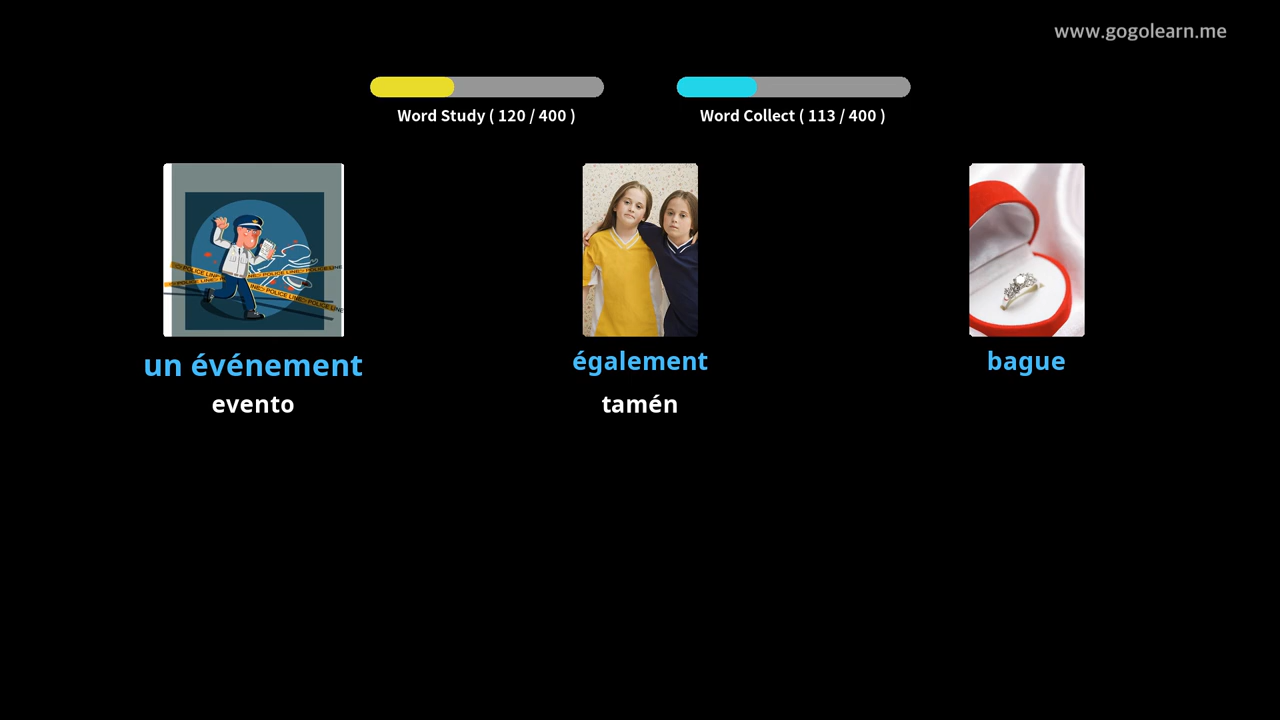 www.gogolearn.me
Word Study ( 120 / 400 )
Word Collect ( 113 / 400 )
un événement
également
bague
evento
tamén